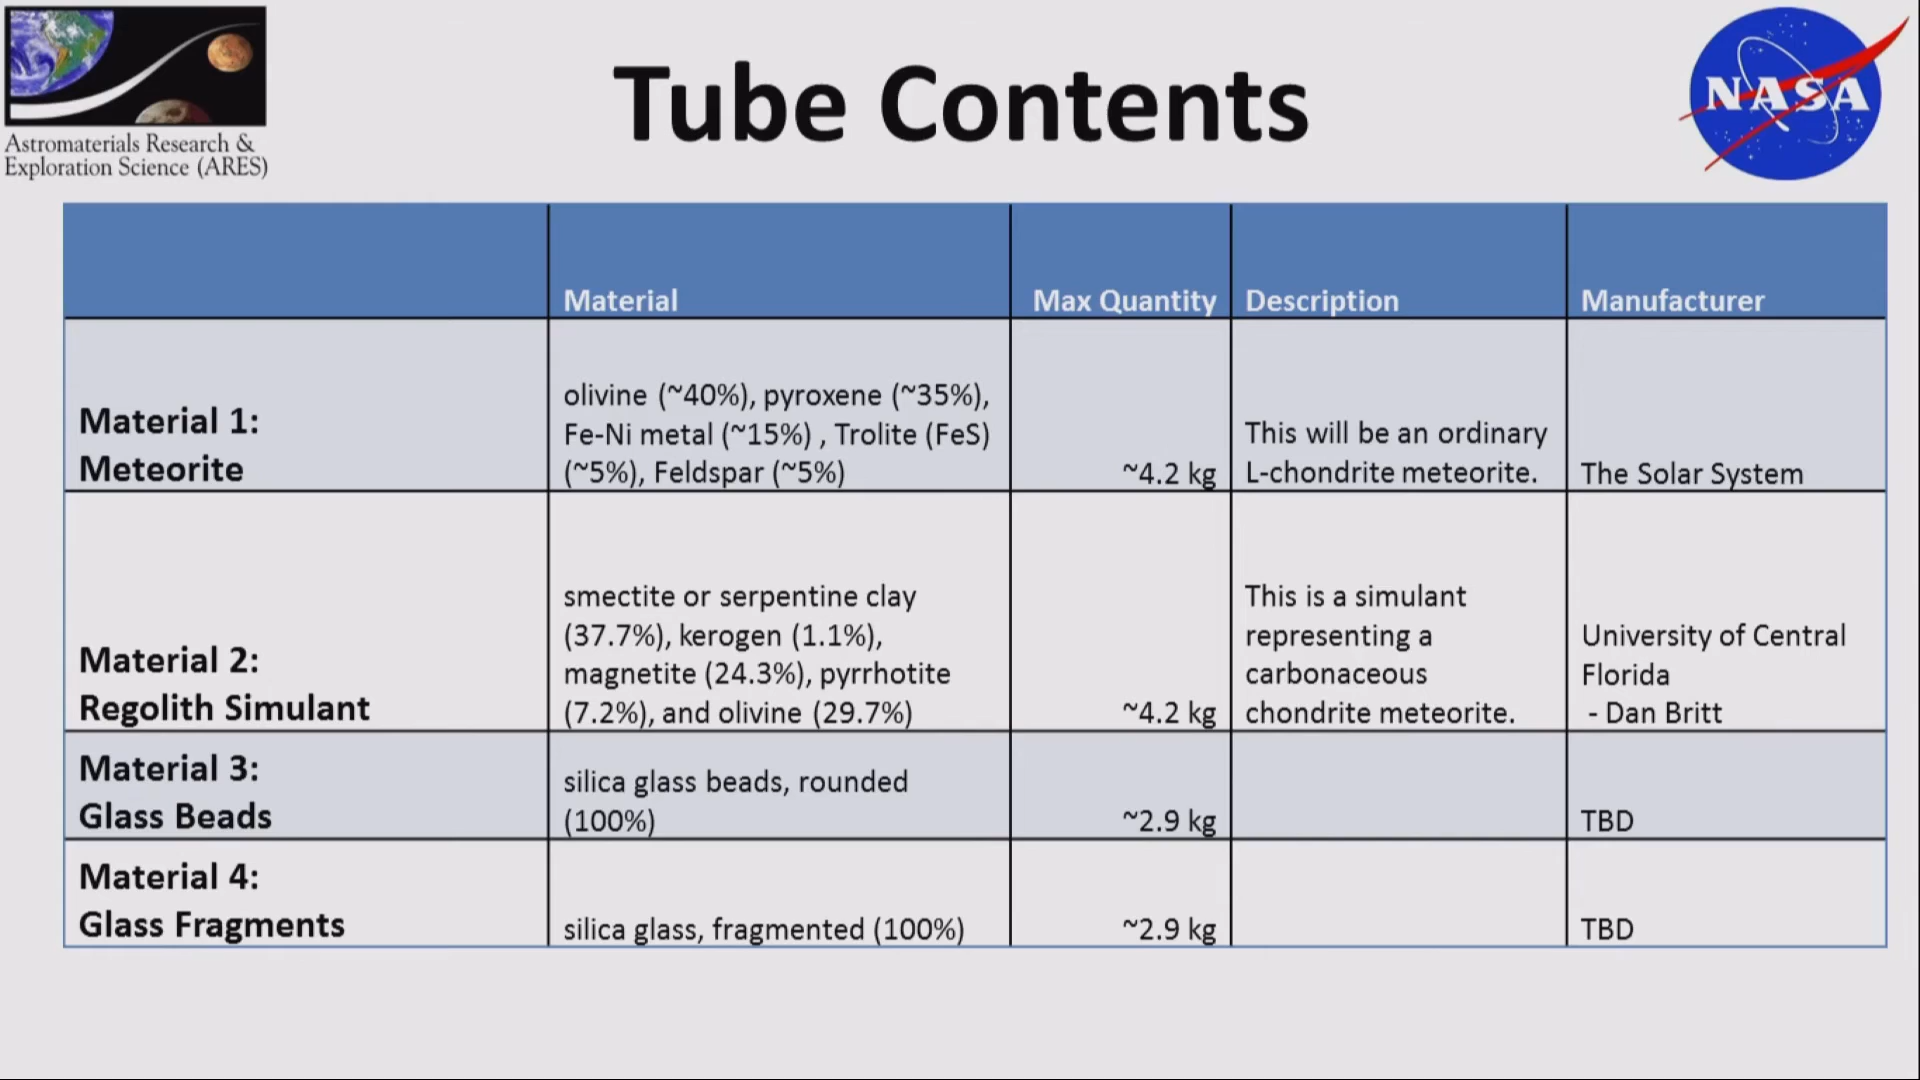 Astromaterials Research &
Exploration Science (ARES)
Tube Contents
NASA
Material
Max Quantity
Description
Manufacturer
Material 1:
Meteorite
olivine (~40%), pyroxene (~35%),
Fe-Ni metal (~15%) , Trolite (FeS)
(~5%), Feldspar (~5%)
~4.2 kg
This will be an ordinary
L-chondrite meteorite.
The Solar System
Material 2:
Regolith Simulant
smectite or serpentine clay
(37.7%), kerogen (1.1%),
magnetite (24.3%), pyrrhotite
(7.2%), and olivine (29.7%)
~4.2 kg
This is a simulant
representing a
carbonaceous
chondrite meteorite.
University of Central
Florida
- Dan Britt
Material 3:
Glass Beads
silica glass beads, rounded
(100%)
~2.9 kg
TBD
Material 4:
Glass Fragments
silica glass, fragmented (100%)
~2.9 kg
TBD